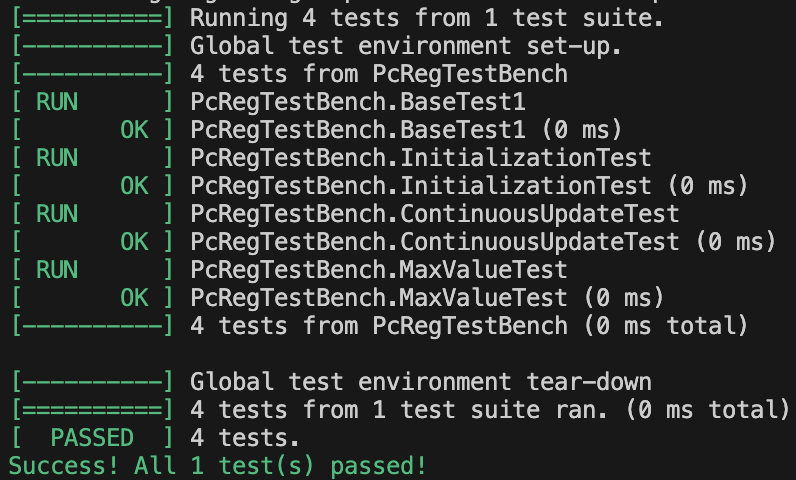 [==========] Running 4 tests from 1 test suite.
[----------] Global test environment set-up.
[----------] 4 tests from PcRegTestBench
[ RUN      ] PcRegTestBench.BaseTest1
[       OK ] PcRegTestBench.BaseTest1 (0 ms)
[ RUN      ] PcRegTestBench.InitializationTest
[       OK ] PcRegTestBench.InitializationTest (0 ms)
[ RUN      ] PcRegTestBench.ContinuousUpdateTest
[       OK ] PcRegTestBench.ContinuousUpdateTest (0 ms)
[ RUN      ] PcRegTestBench.MaxValueTest
[       OK ] PcRegTestBench.MaxValueTest (0 ms)
[----------] 4 tests from PcRegTestBench (0 ms total)
[----------] Global test environment tear-down
[==========] 4 tests from 1 test suite ran. (0 ms total)
[  PASSED  ] 4 tests.
Success! All 1 test(s) passed!